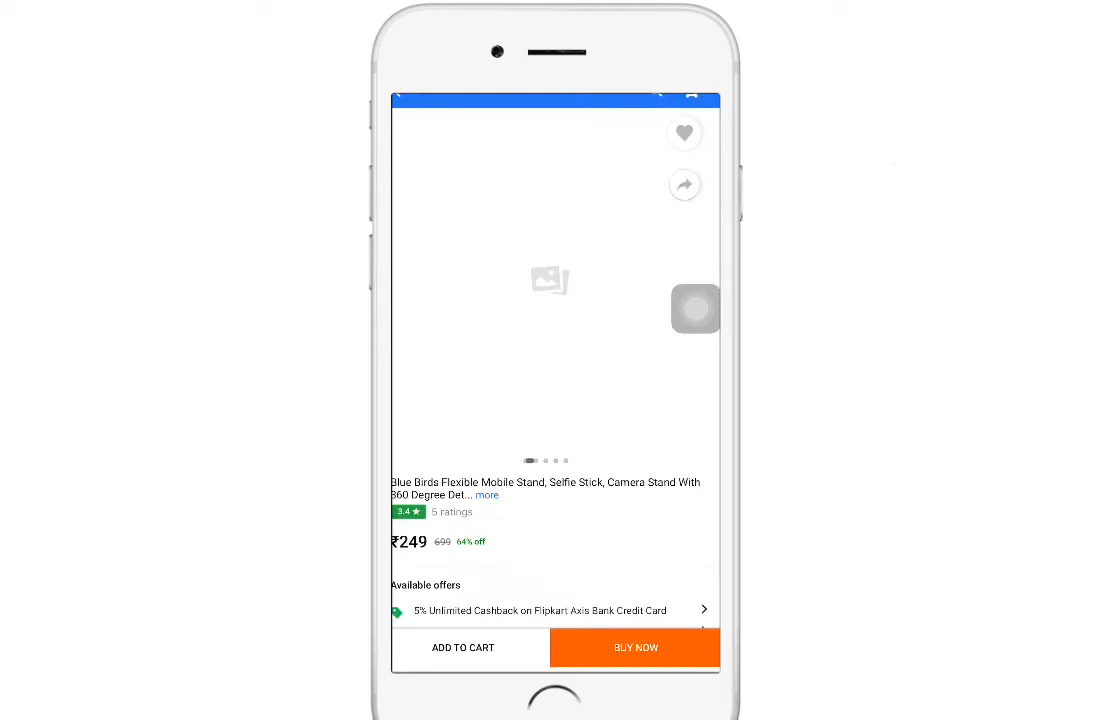 Blue Birds Flexible Mobile Stand, Selfie Stick, Camera Stand With
360 Degree Det... more
3.4 ★ 5 ratings
₹249 699 64% off
Available offers
5% Unlimited Cashback on Flipkart Axis Bank Credit Card
ADD TO CART BUY NOW